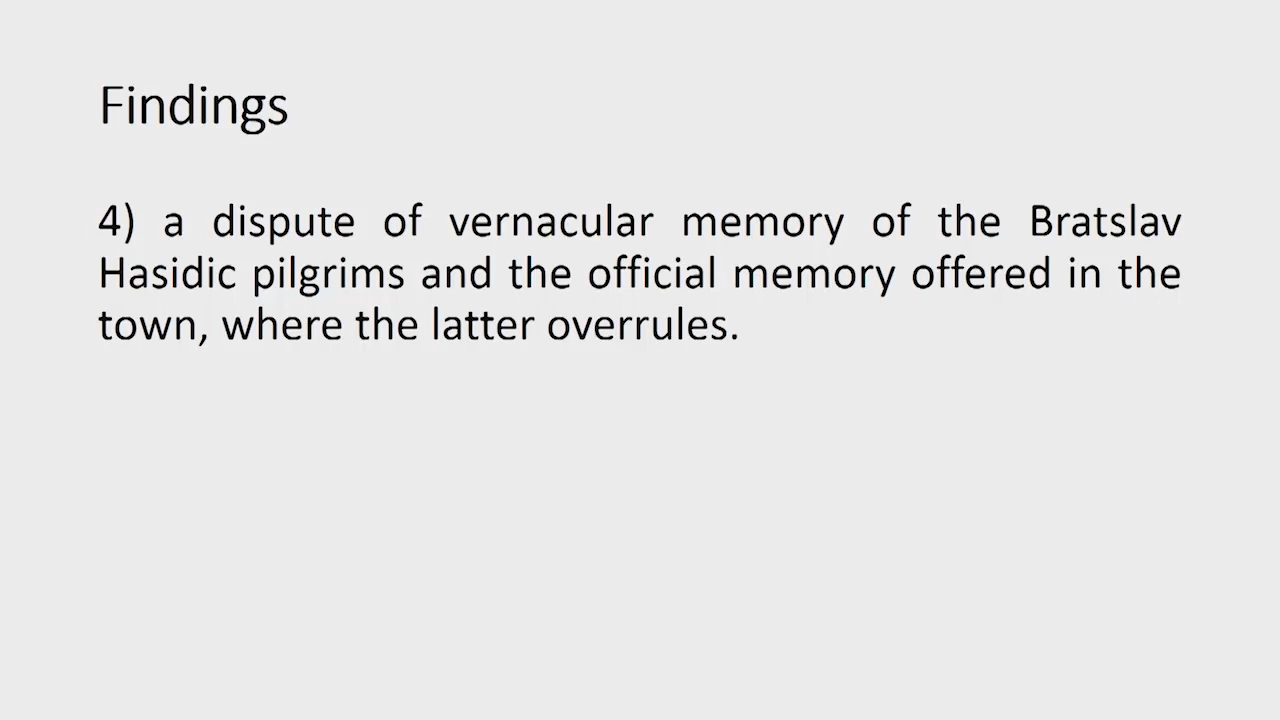 Findings
4) a dispute of vernacular memory of the Bratslav
Hasidic pilgrims and the official memory offered in the
town, where the latter overrules.